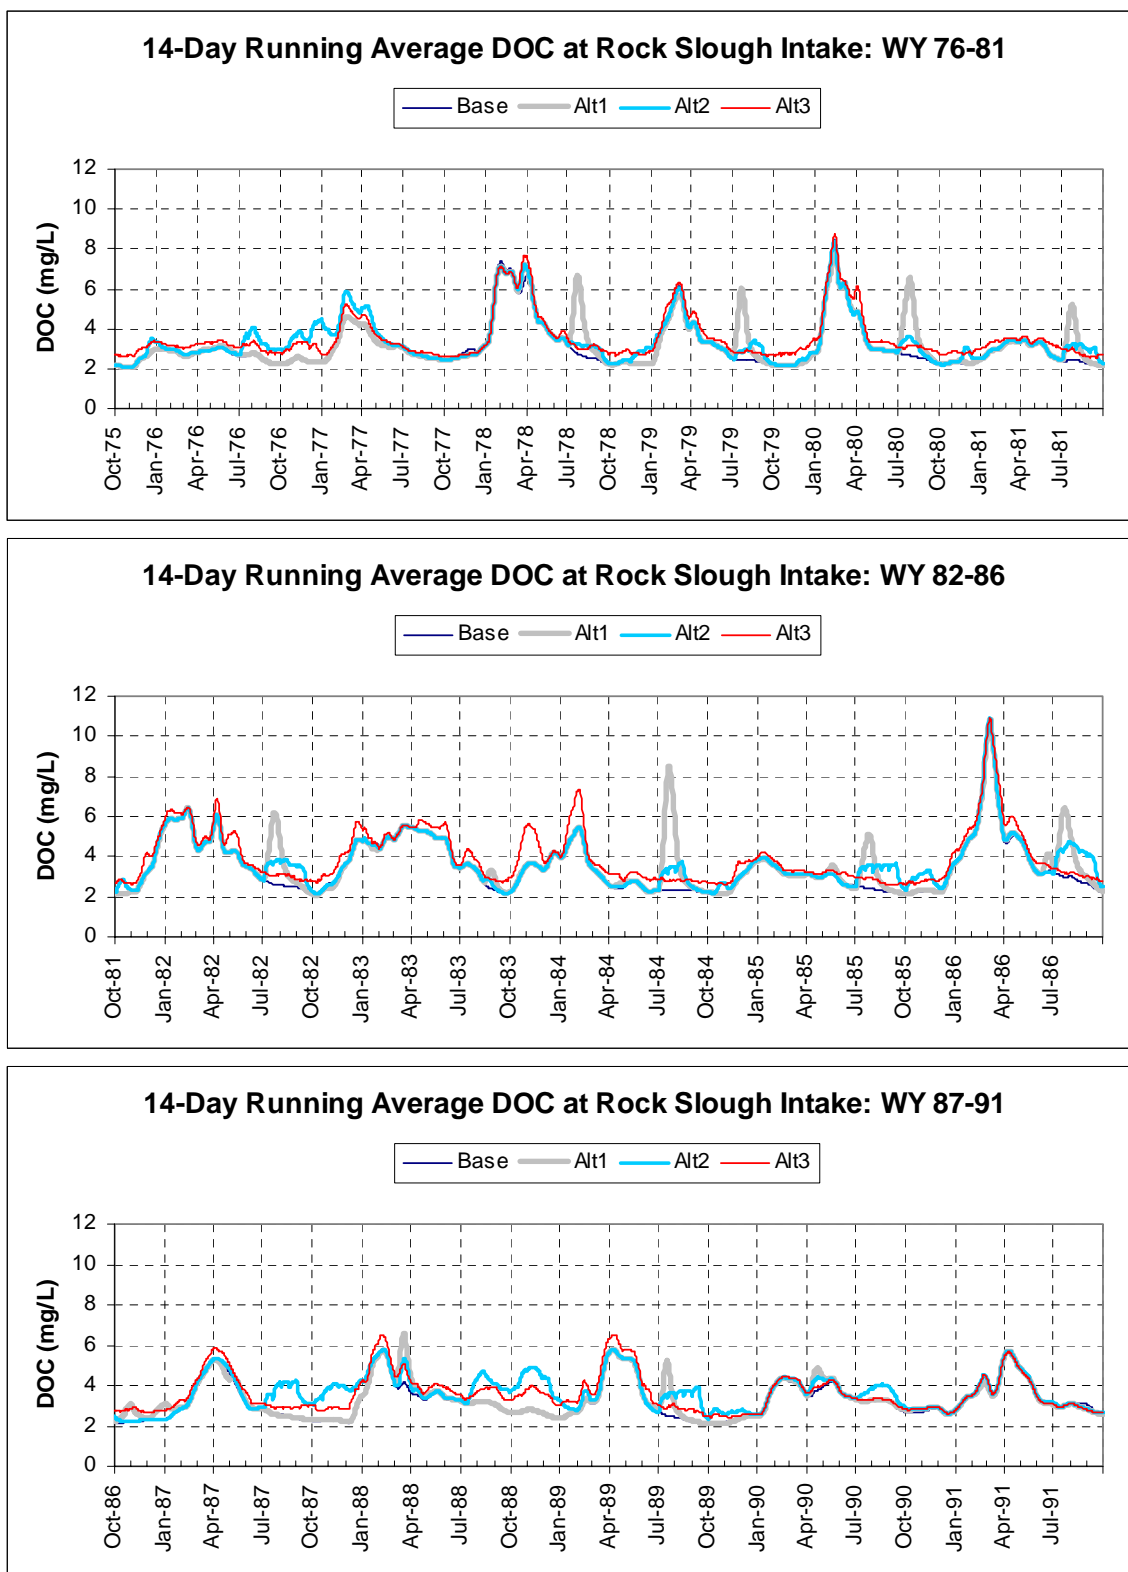 14-Day Running Average DOC at Rock Slough Intake: WY 76-81
Base Alt1 Alt2 Alt3
DOC (mg/L)
12
10
8
6
4
2
0
Oct-75 Jan-76 Apr-76 Jul-76 Oct-76 Jan-77 Apr-77 Jul-77 Oct-77 Jan-78 Apr-78 Jul-78 Oct-78 Jan-79 Apr-79 Jul-79 Oct-79 Jan-80 Apr-80 Jul-80 Oct-80 Jan-81 Apr-81 Jul-81
14-Day Running Average DOC at Rock Slough Intake: WY 82-86
Base Alt1 Alt2 Alt3
DOC (mg/L)
12
10
8
6
4
2
0
Oct-81 Jan-82 Apr-82 Jul-82 Oct-82 Jan-83 Apr-83 Jul-83 Oct-83 Jan-84 Apr-84 Jul-84 Oct-84 Jan-85 Apr-85 Jul-85 Oct-85 Jan-86 Apr-86 Jul-86
14-Day Running Average DOC at Rock Slough Intake: WY 87-91
Base Alt1 Alt2 Alt3
DOC (mg/L)
12
10
8
6
4
2
0
Oct-86 Jan-87 Apr-87 Jul-87 Oct-87 Jan-88 Apr-88 Jul-88 Oct-88 Jan-89 Apr-89 Jul-89 Oct-89 Jan-90 Apr-90 Jul-90 Oct-90 Jan-91 Apr-91 Jul-91